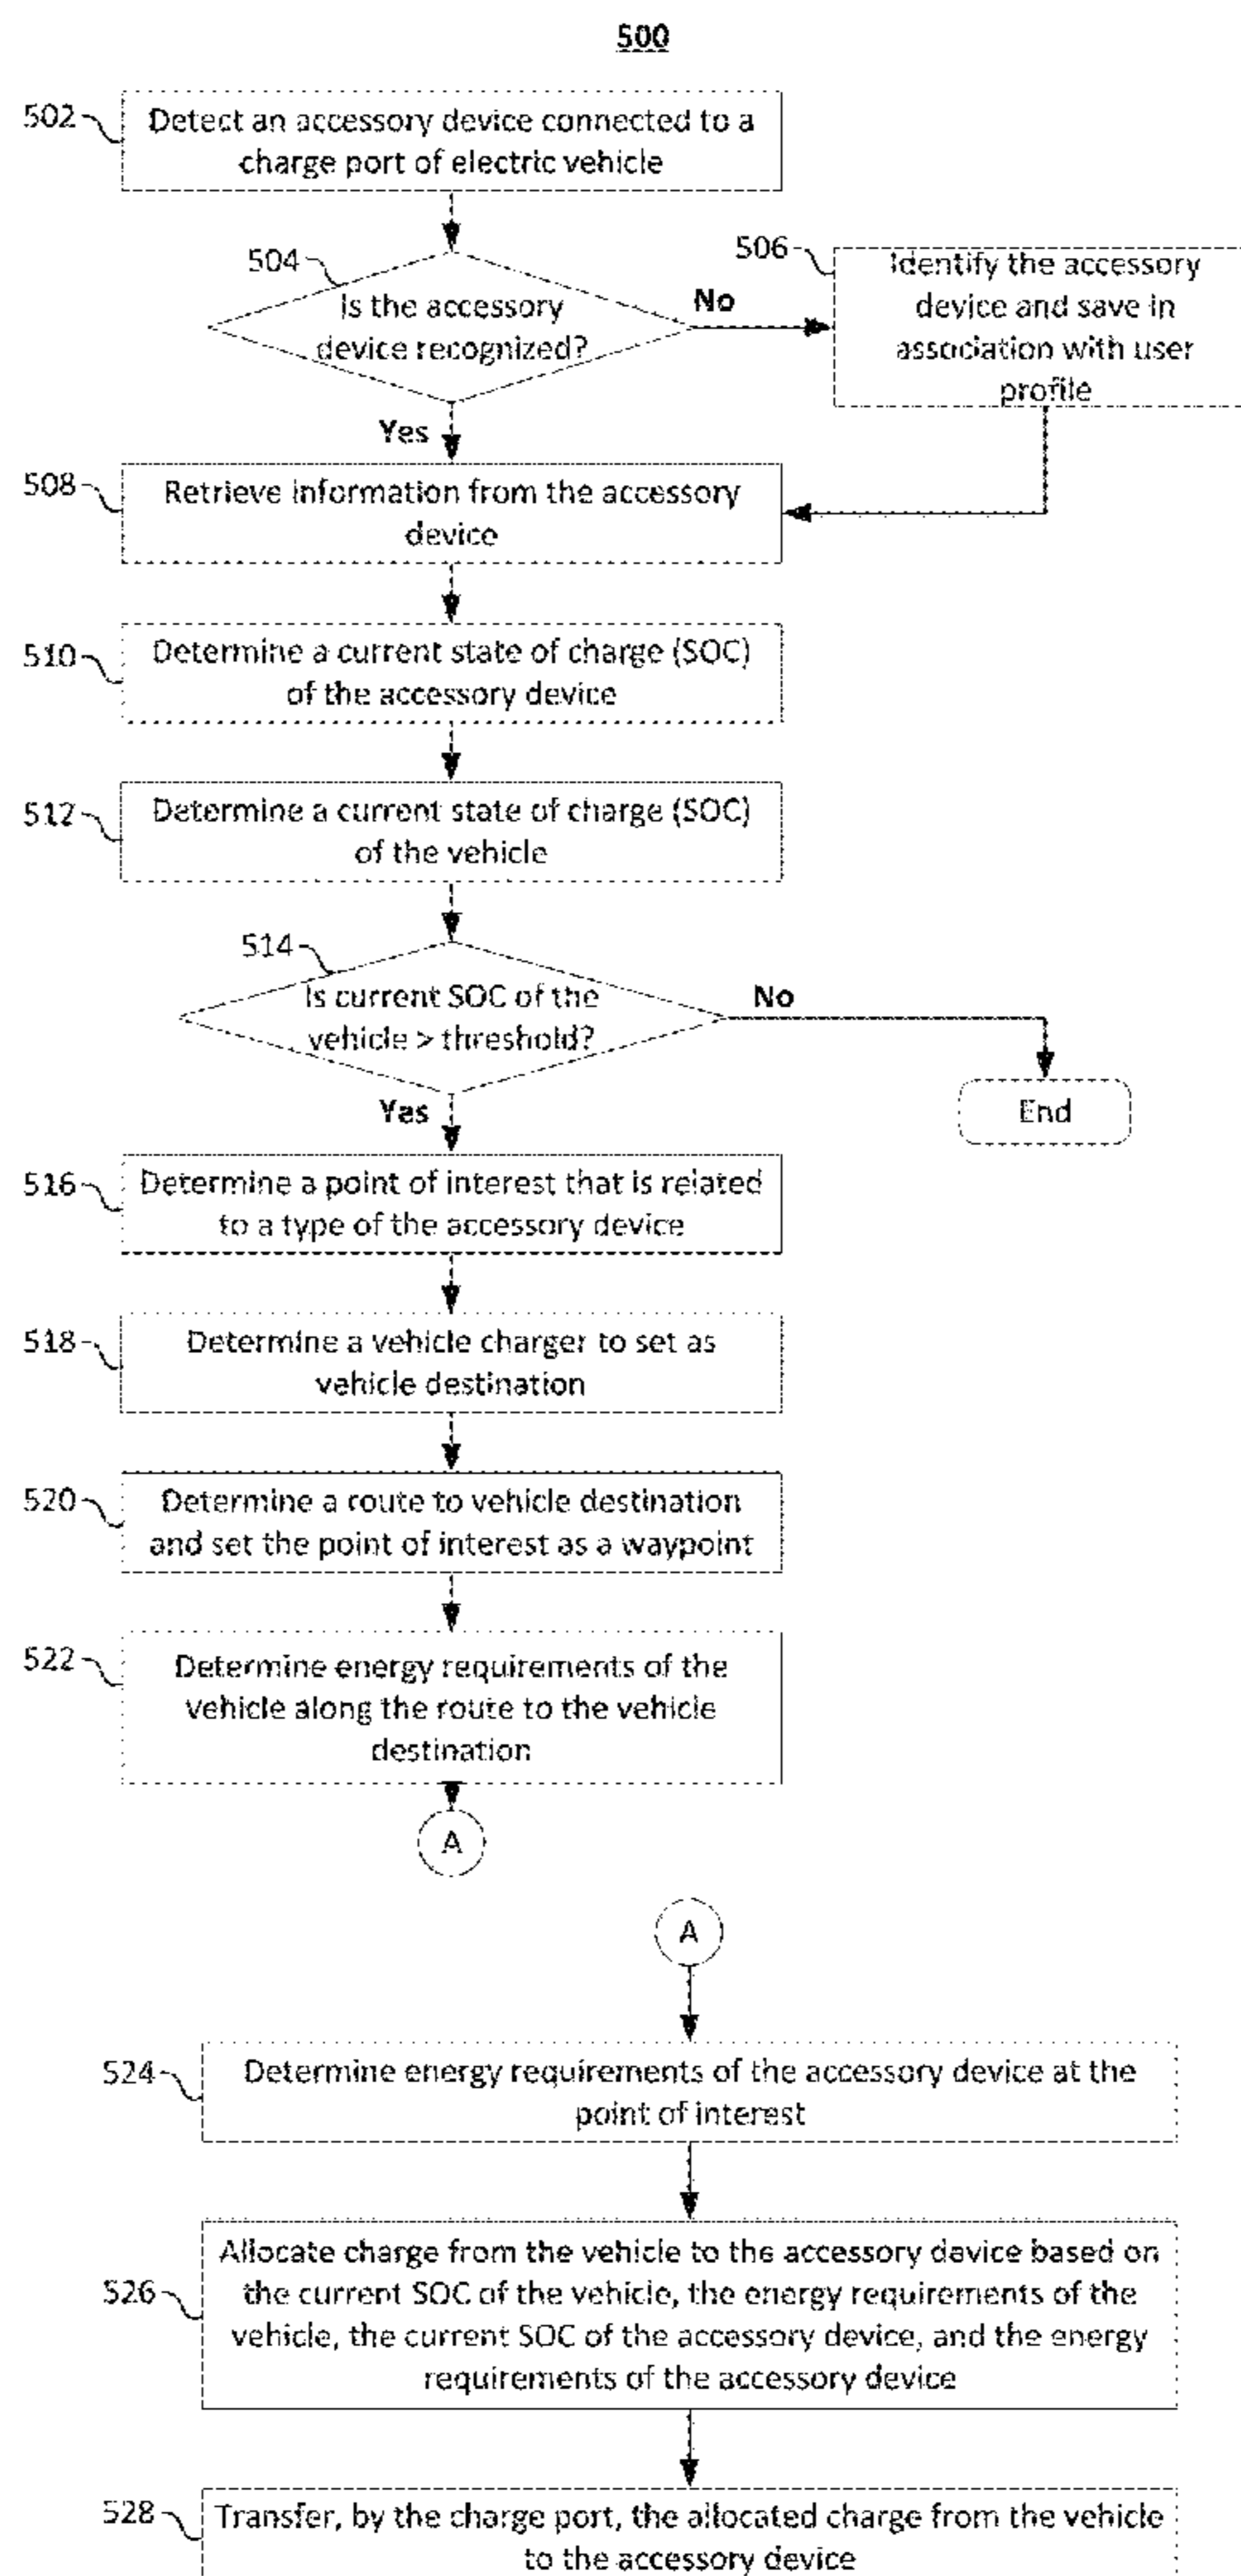 500
502
Detect an accessory device connected to a
charge port of electric vehicle
504
Is the accessory
device recognized?
No
506
Identify the accessory
device and save in
association with user
profile
Yes
508
Retrieve information from the accessory
device
510
Determine a current state of charge (SOC)
of the accessory device
512
Determine a current state of charge (SOC)
of the vehicle
514
Is current SOC of the
vehicle > threshold?
No
End
Yes
516
Determine a point of interest that is related
to a type of the accessory device
518
Determine a vehicle charger to set as
vehicle destination
520
Determine a route to vehicle destination
and set the point of interest as a waypoint
522
Determine energy requirements of the
vehicle along the route to the vehicle
destination
A
A
524
Determine energy requirements of the accessory device at the
point of interest
526
Allocate charge from the vehicle to the accessory device based on
the current SOC of the vehicle, the energy requirements of the
vehicle, the current SOC of the accessory device, and the energy
requirements of the accessory device
528
Transfer, by the charge port, the allocated charge from the vehicle
to the accessory device